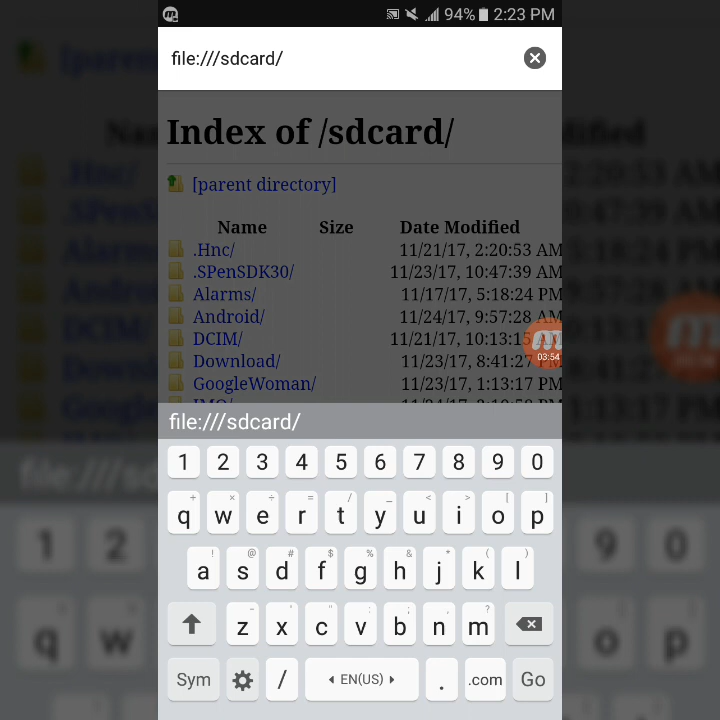 94% 2:23 PM
file:///sdcard/
Index of /sdcard/
[parent directory]
Name Size Date Modified
.Hnc/ 11/21/17, 2:20:53 AM
.SPenSDK30/ 11/23/17, 10:47:39 AM
Alarms/ 11/17/17, 5:18:24 PM
Android/ 11/24/17, 9:57:28 AM
DCIM/ 11/21/17, 10:13:15 AM
Download/ 11/23/17, 8:41:27 PM
03:54
GoogleWoman/ 11/23/17, 1:13:17 PM
file:///sdcard/
1 2 3 4 5 6 7 8 9 0
q w e r t y u i o p
a s d f g h j k l
z x c v b n m
Sym / EN(US) . .com Go